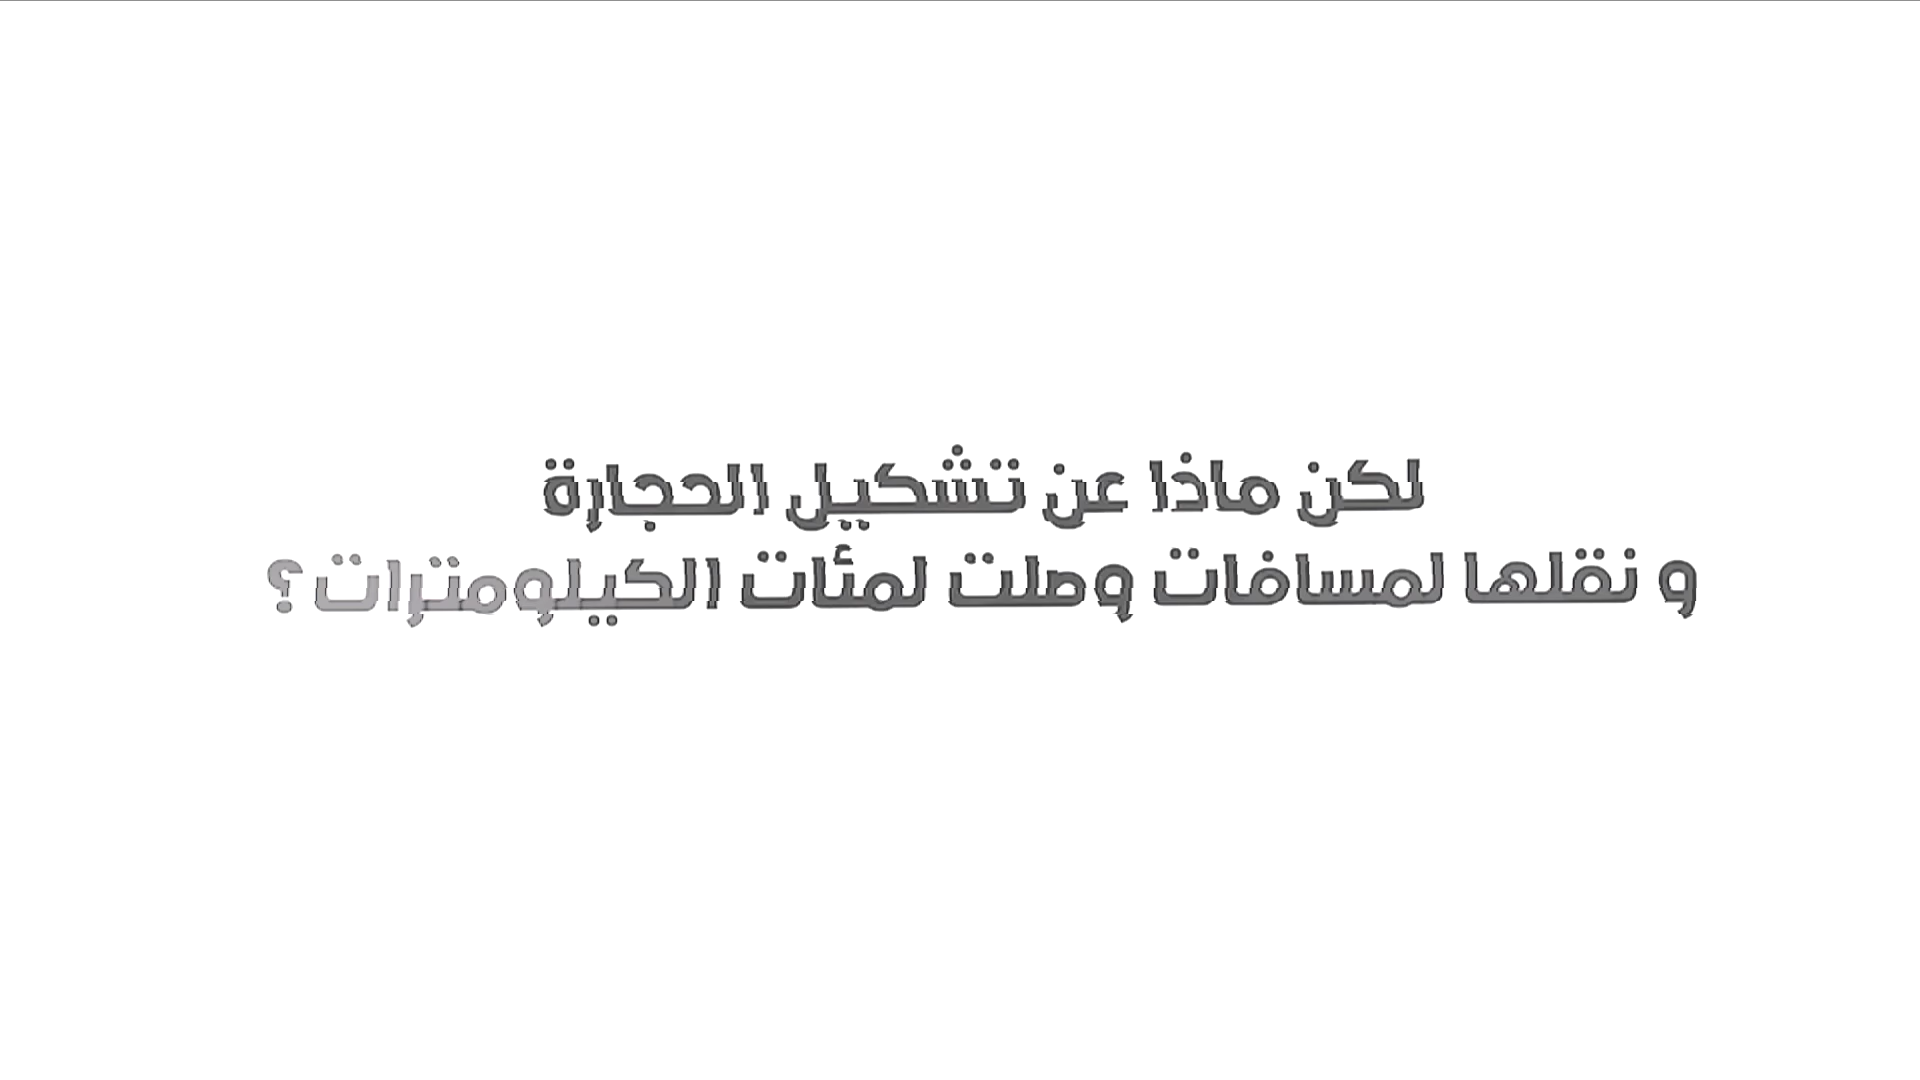 لكن ماذا عن تشكيل الحجارة
و نقلها لمسافات وصلت لمئات الكيلومترات؟